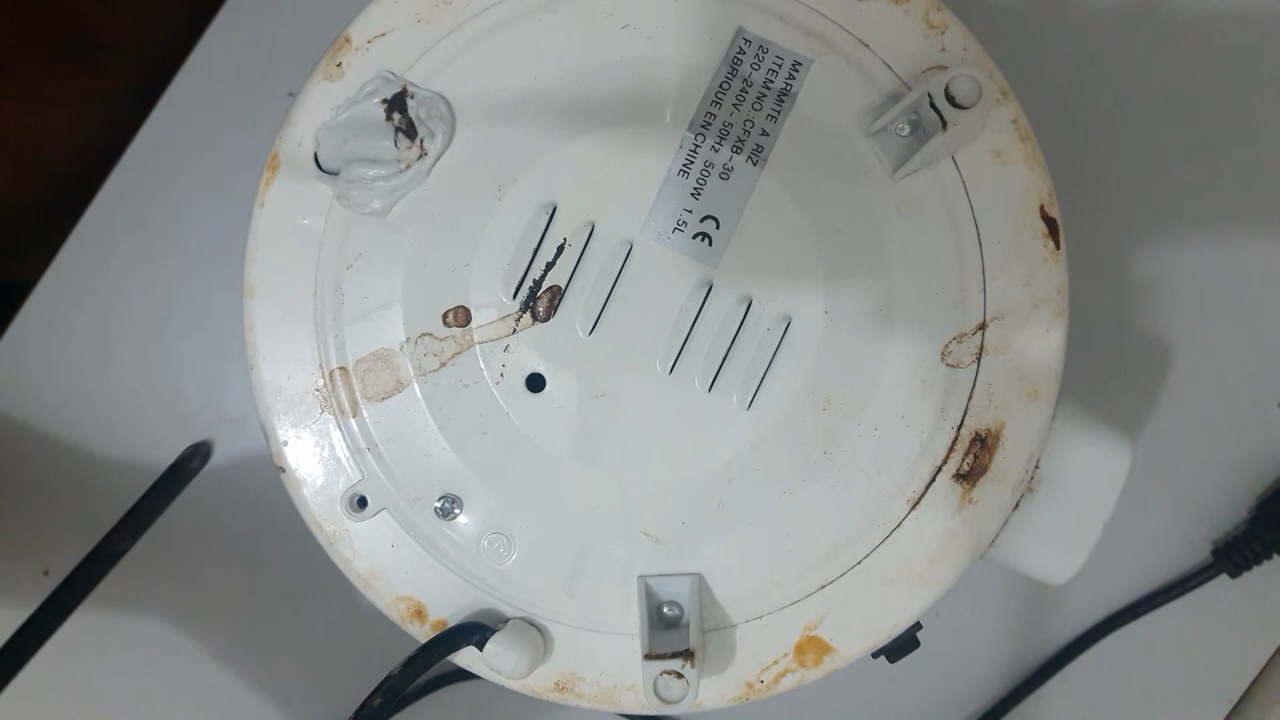 MARMITE A RIZ
ITEM NO.:CFXB-30
220-240V~50Hz 500W 1.5L
FABRIQUE EN CHINE
CE